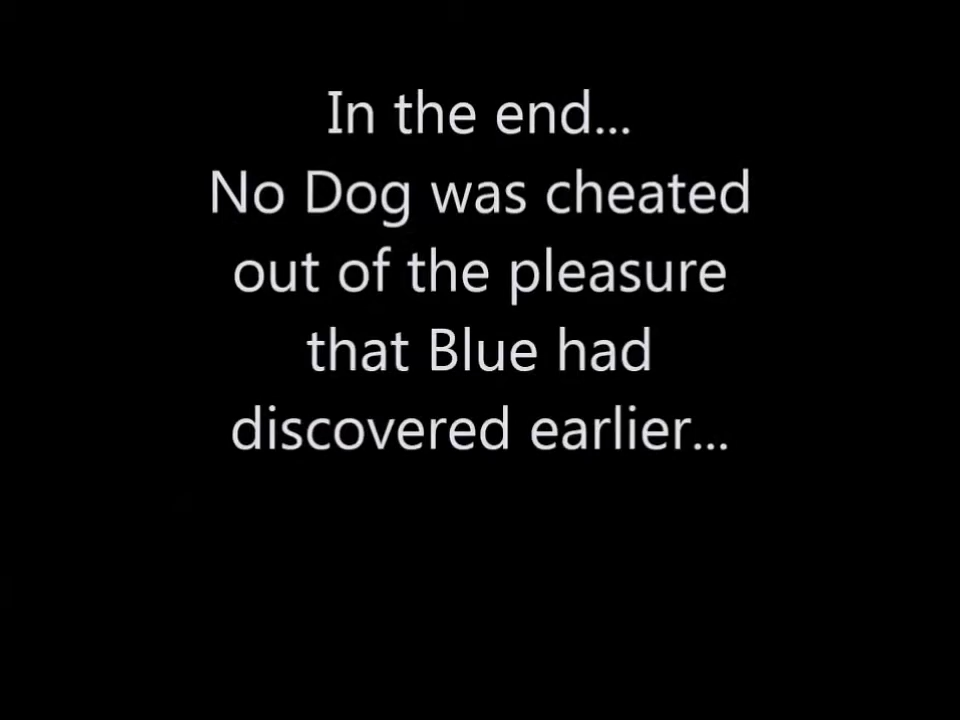 In the end...
No Dog was cheated
out of the pleasure
that Blue had
discovered earlier...